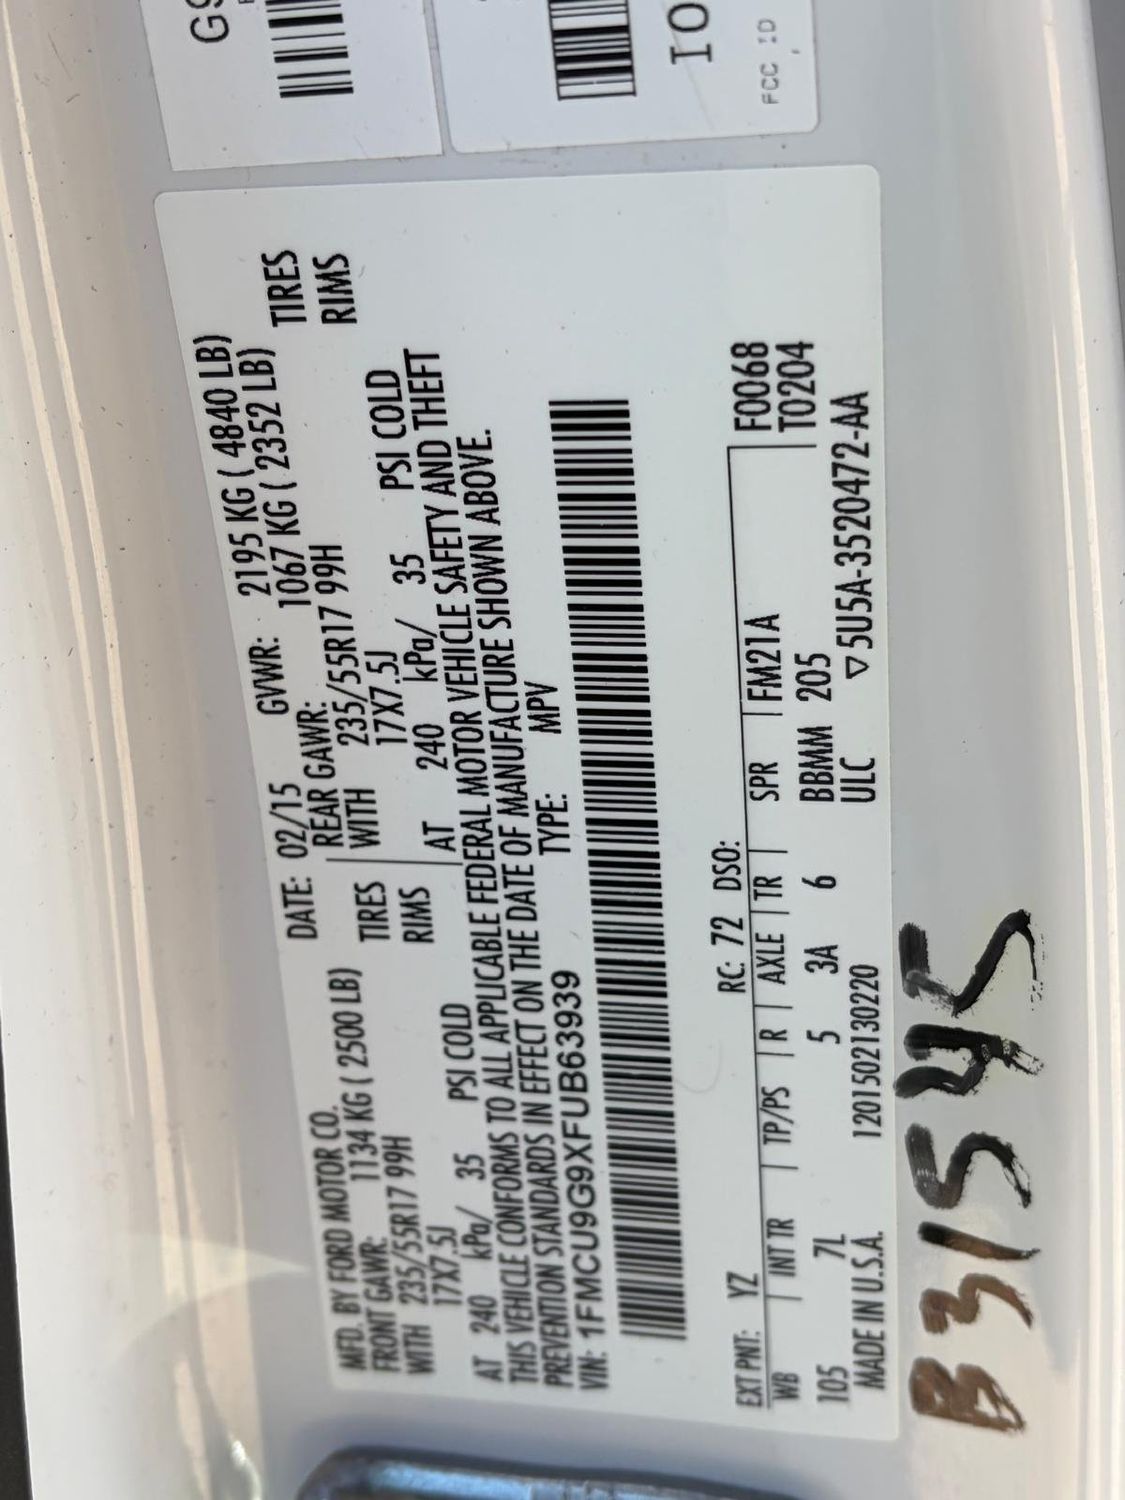 MFD. BY FORD MOTOR CO. DATE: 02/15 GVWR: 2195 KG ( 4840 LB)
FRONT GAWR: 1134 KG ( 2500 LB) REAR GAWR: 1067 KG ( 2352 LB)
WITH 235/55R17 99H TIRES WITH 235/55R17 99H TIRES
17X7.5J RIMS 17X7.5J RIMS
AT 240 kPa/ 35 PSI COLD AT 240 kPa/ 35 PSI COLD
THIS VEHICLE CONFORMS TO ALL APPLICABLE FEDERAL MOTOR VEHICLE SAFETY AND THEFT
PREVENTION STANDARDS IN EFFECT ON THE DATE OF MANUFACTURE SHOWN ABOVE.
VIN: 1FMCU9G9XFUB63939 TYPE: MPV
EXT PNT: YZ RC: 72 DSO: F0068
WB INT TR TP/PS R AXLE TR SPR FM21A T0204
105 7L 5 3A 6 BBMM 205
MADE IN U.S.A. 1201502130220 ULC ▽5U5A-3520472-AA
B31545
IO
FCC ID